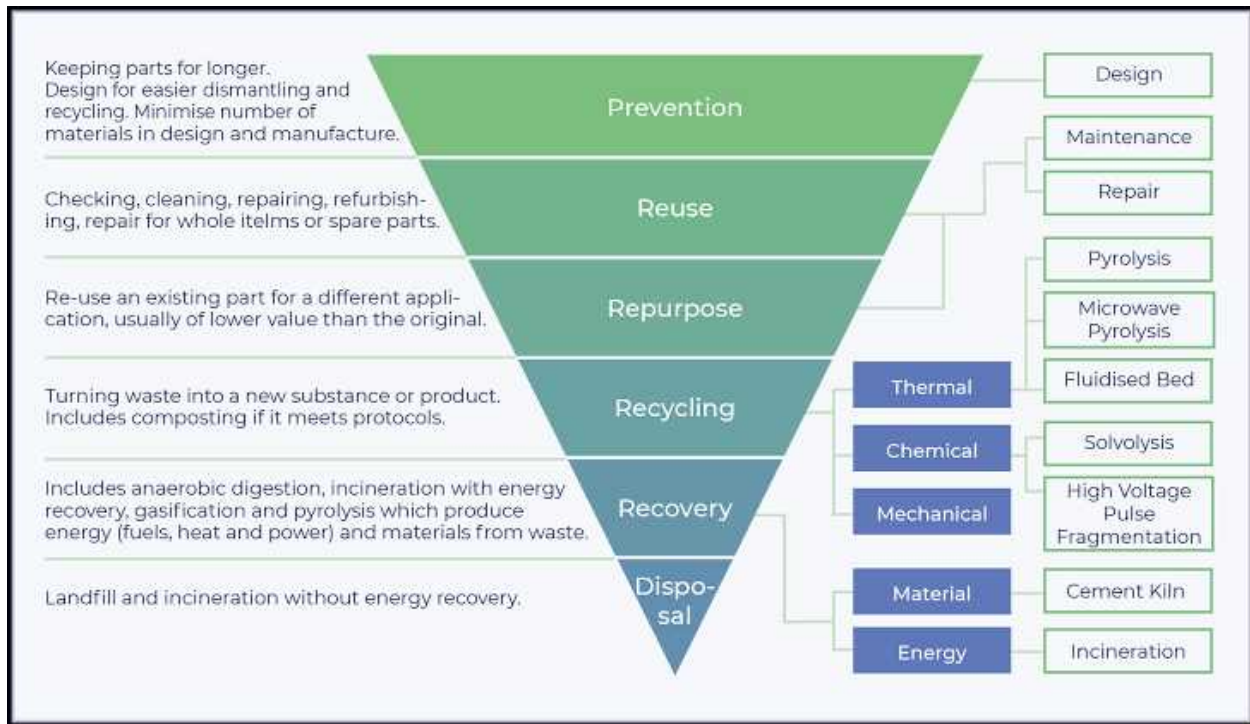 Keeping parts for longer.
Design for easier dismantling and
recycling. Minimise number of
materials in design and manufacture.
Prevention
Design
Maintenance
Repair
Checking, cleaning, repairing, refurbish-
ing, repair for whole itelms or spare parts.
Reuse
Re-use an existing part for a different appli-
cation, usually of lower value than the original.
Repurpose
Pyrolysis
Microwave
Pyrolysis
Fluidised Bed
Turning waste into a new substance or product.
Includes composting if it meets protocols.
Recycling
Thermal
Chemical
Mechanical
Solvolysis
High Voltage
Pulse
Fragmentation
Includes anaerobic digestion, incineration with energy
recovery, gasification and pyrolysis which produce
energy (fuels, heat and power) and materials from waste.
Recovery
Material
Energy
Cement Kiln
Incineration
Landfill and incineration without energy recovery.
Dispo-
sal